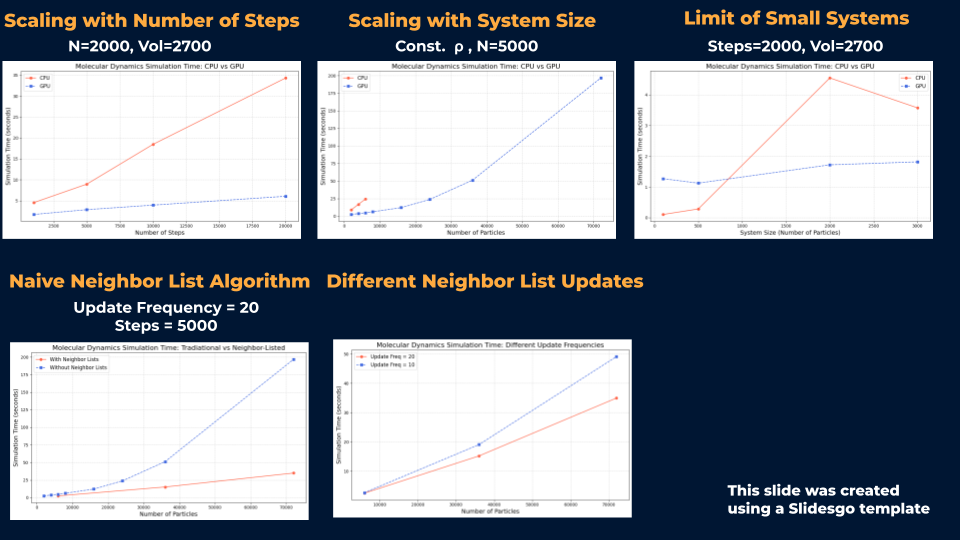 Scaling with Number of Steps
N=2000, Vol=2700
Molecular Dynamics Simulation Time: CPU vs GPU
CPU
GPU
Simulation Time (seconds)
35
30
25
20
15
10
5
2500
5000
7500
10000
12500
15000
17500
20000
Number of Steps
Scaling with System Size
Const. ρ , N=5000
Molecular Dynamics Simulation Time: CPU vs GPU
CPU
GPU
Simulation Time (seconds)
200
175
150
125
100
75
50
25
0
0
10000
20000
30000
40000
50000
60000
70000
Number of Particles
Limit of Small Systems
Steps=2000, Vol=2700
Molecular Dynamics Simulation Time: CPU vs GPU
CPU
GPU
Simulation Time (seconds)
4
3
2
1
0
0
500
1000
1500
2000
2500
3000
System Size (Number of Particles)
Naive Neighbor List Algorithm
Update Frequency = 20
Steps = 5000
Molecular Dynamics Simulation Time: Tradiational vs Neighbor-Listed
With Neighbor Lists
Without Neighbor Lists
Simulation Time (seconds)
200
175
150
125
100
75
50
25
0
0
10000
20000
30000
40000
50000
60000
70000
Number of Particles
Different Neighbor List Updates
Molecular Dynamics Simulation Time: Different Update Frequencies
Update Freq = 20
Update Freq = 10
Simulation Time (seconds)
50
40
30
20
10
10000
20000
30000
40000
50000
60000
70000
Number of Particles
This slide was created
using a Slidesgo template